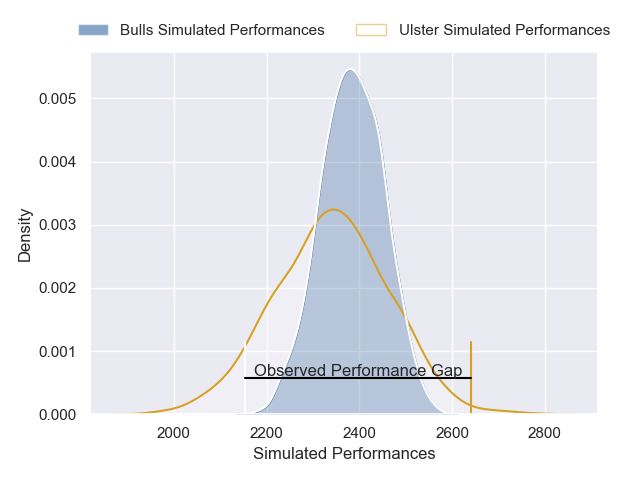 Bulls Simulated Performances
Ulster Simulated Performances
Density
0.005
0.004
0.003
0.002
0.001
0.000
Observed Performance Gap
2000
2200
2400
2600
2800
Simulated Performances